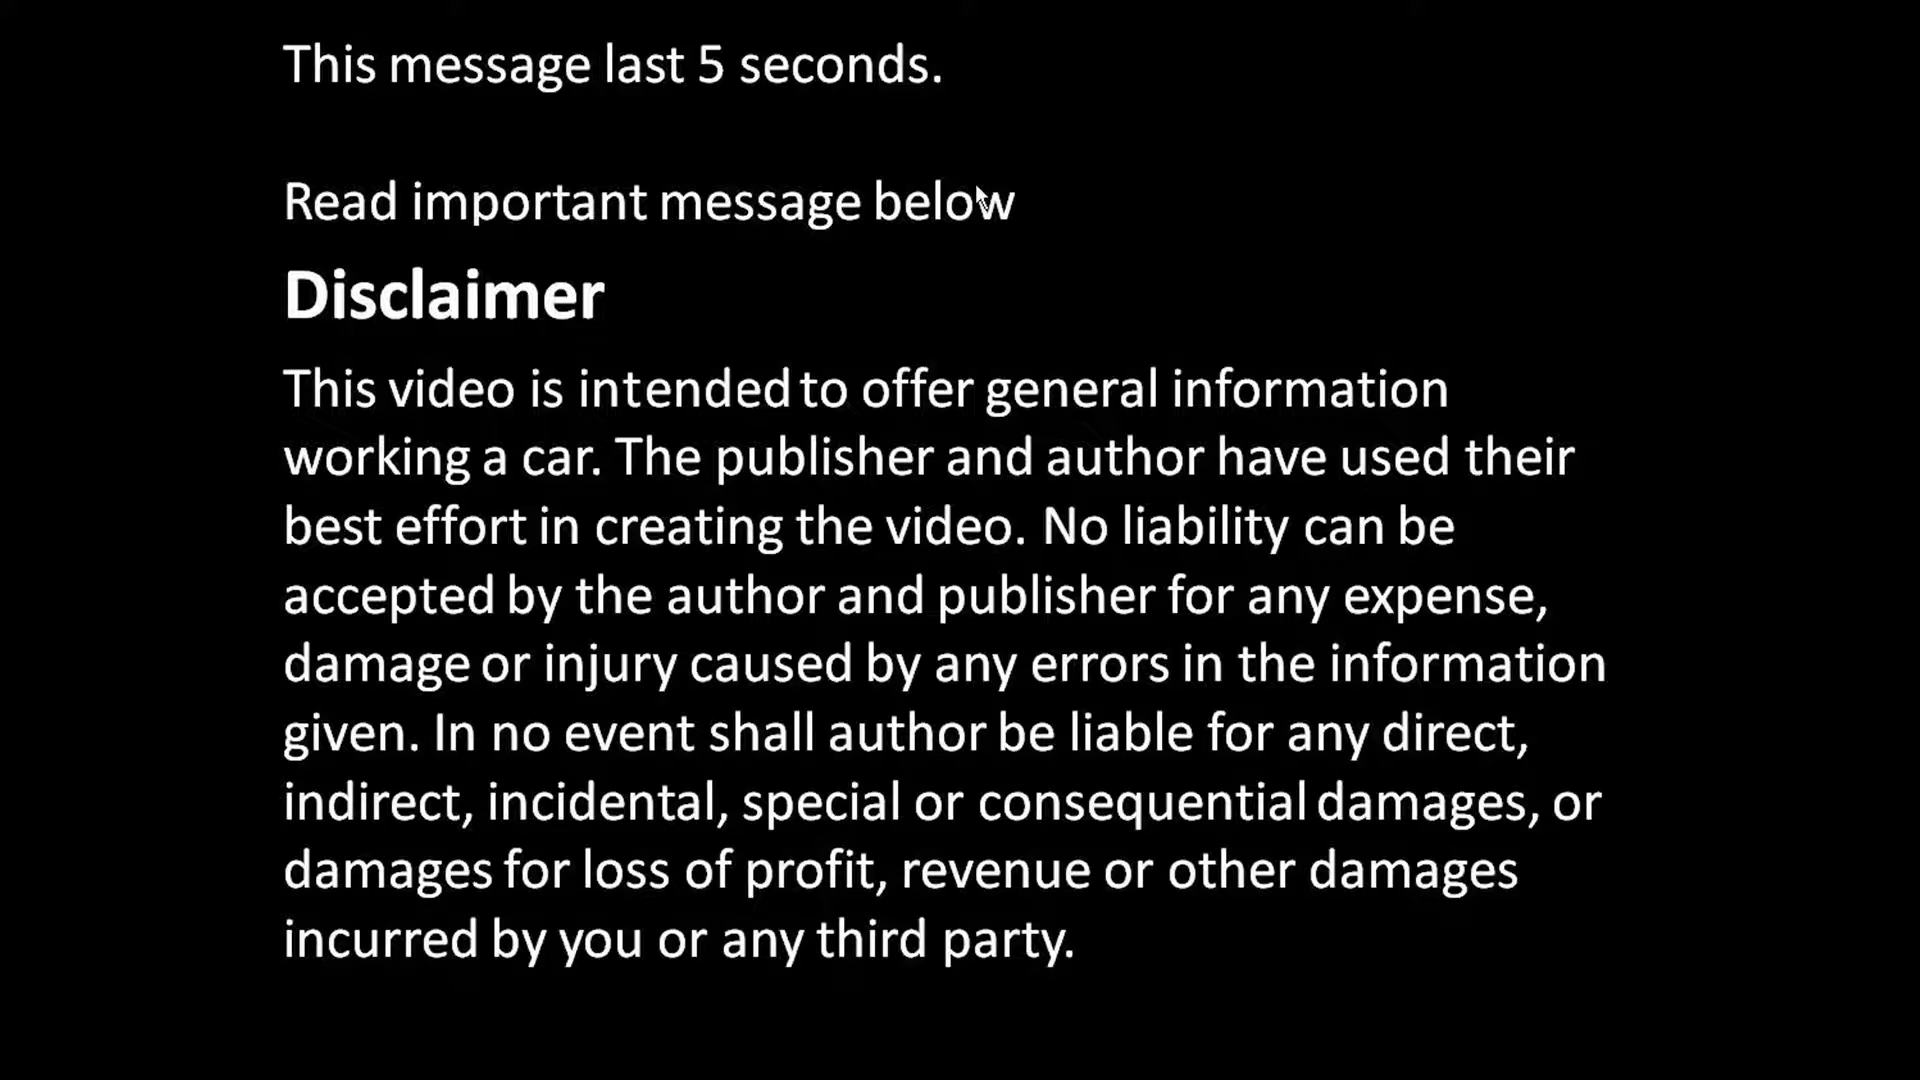 This message last 5 seconds.
Read important message below
Disclaimer
This video is intended to offer general information
working a car. The publisher and author have used their
best effort in creating the video. No liability can be
accepted by the author and publisher for any expense,
damage or injury caused by any errors in the information
given. In no event shall author be liable for any direct,
indirect, incidental, special or consequential damages, or
damages for loss of profit, revenue or other damages
incurred by you or any third party.